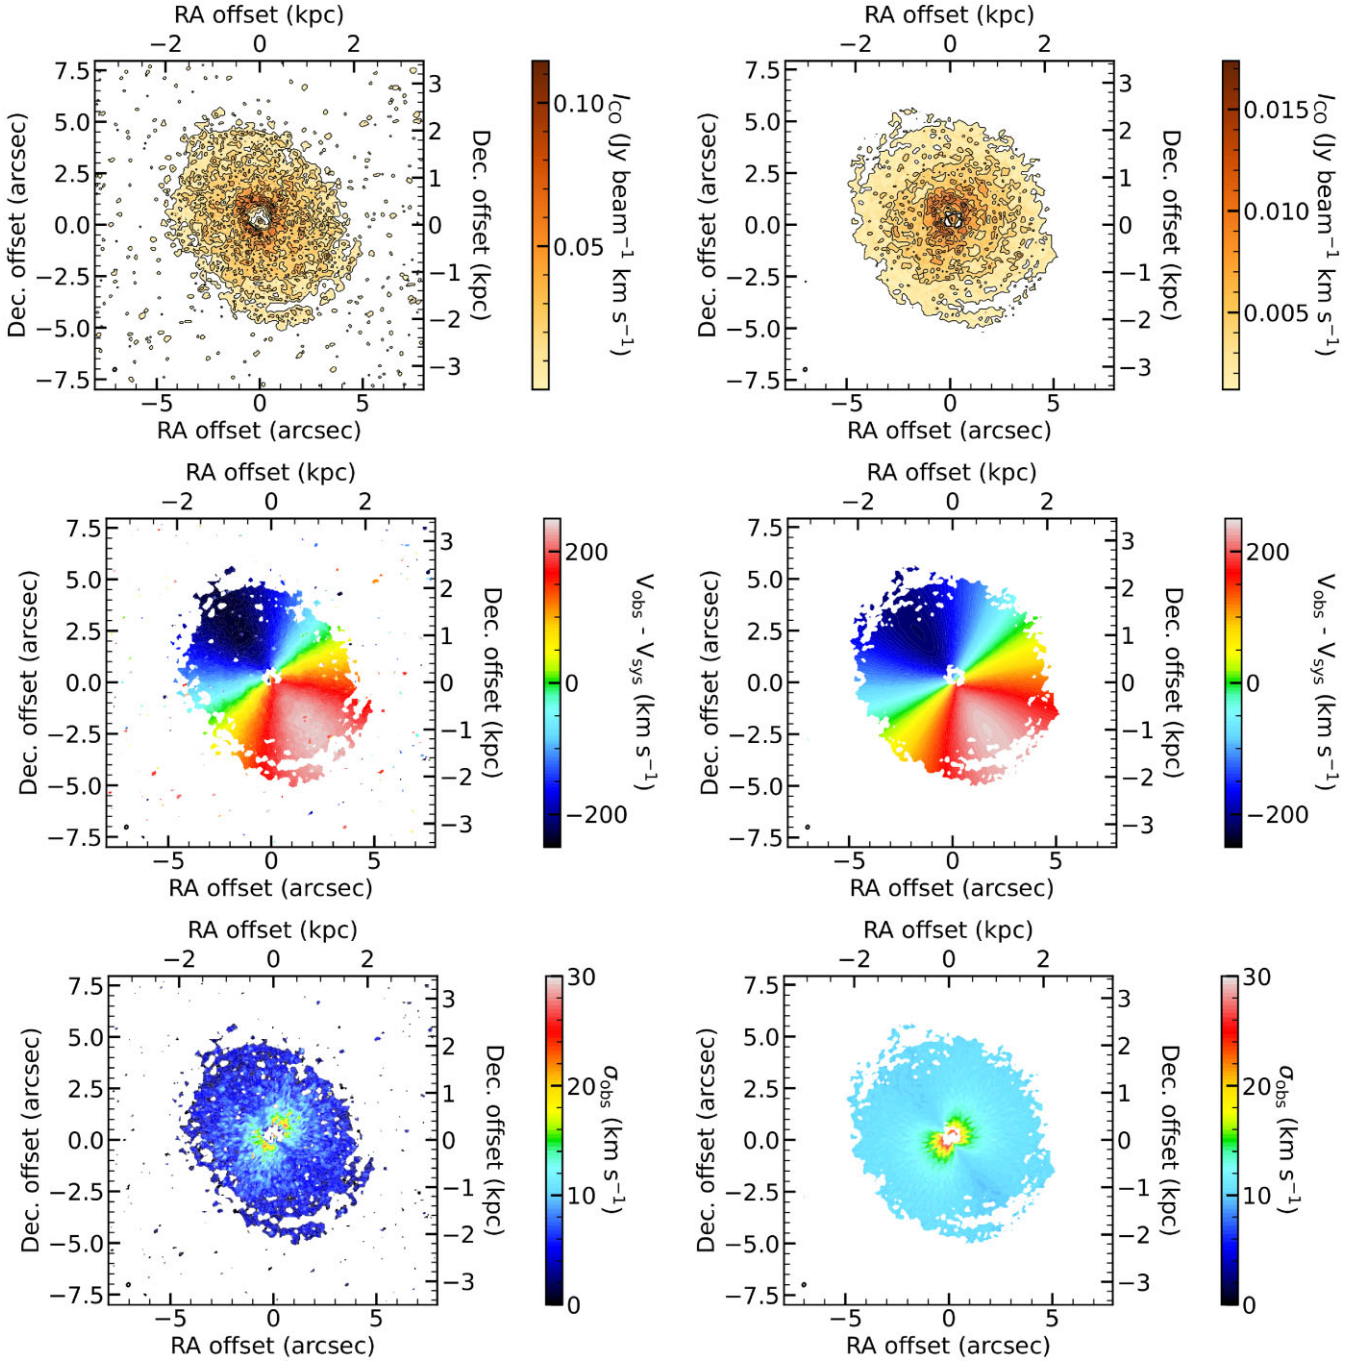 RA offset (kpc)
−2 0 2
7.5
5.0
2.5
0.0
−2.5
−5.0
−7.5
Dec. offset (arcsec)
3
2
1
0
−1
−2
−3
Dec. offset (kpc)
−5 0 5
RA offset (arcsec)
0.10
0.05
I_CO (Jy beam⁻¹ km s⁻¹)
RA offset (kpc)
−2 0 2
7.5
5.0
2.5
0.0
−2.5
−5.0
−7.5
Dec. offset (arcsec)
3
2
1
0
−1
−2
−3
Dec. offset (kpc)
−5 0 5
RA offset (arcsec)
0.015
0.010
0.005
I_CO (Jy beam⁻¹ km s⁻¹)
RA offset (kpc)
−2 0 2
7.5
5.0
2.5
0.0
−2.5
−5.0
−7.5
Dec. offset (arcsec)
3
2
1
0
−1
−2
−3
Dec. offset (kpc)
−5 0 5
RA offset (arcsec)
200
0
−200
V_obs - V_sys (km s⁻¹)
RA offset (kpc)
−2 0 2
7.5
5.0
2.5
0.0
−2.5
−5.0
−7.5
Dec. offset (arcsec)
3
2
1
0
−1
−2
−3
Dec. offset (kpc)
−5 0 5
RA offset (arcsec)
200
0
−200
V_obs - V_sys (km s⁻¹)
RA offset (kpc)
−2 0 2
7.5
5.0
2.5
0.0
−2.5
−5.0
−7.5
Dec. offset (arcsec)
3
2
1
0
−1
−2
−3
Dec. offset (kpc)
−5 0 5
RA offset (arcsec)
30
20
10
0
σ_obs (km s⁻¹)
RA offset (kpc)
−2 0 2
7.5
5.0
2.5
0.0
−2.5
−5.0
−7.5
Dec. offset (arcsec)
3
2
1
0
−1
−2
−3
Dec. offset (kpc)
−5 0 5
RA offset (arcsec)
30
20
10
0
σ_obs (km s⁻¹)